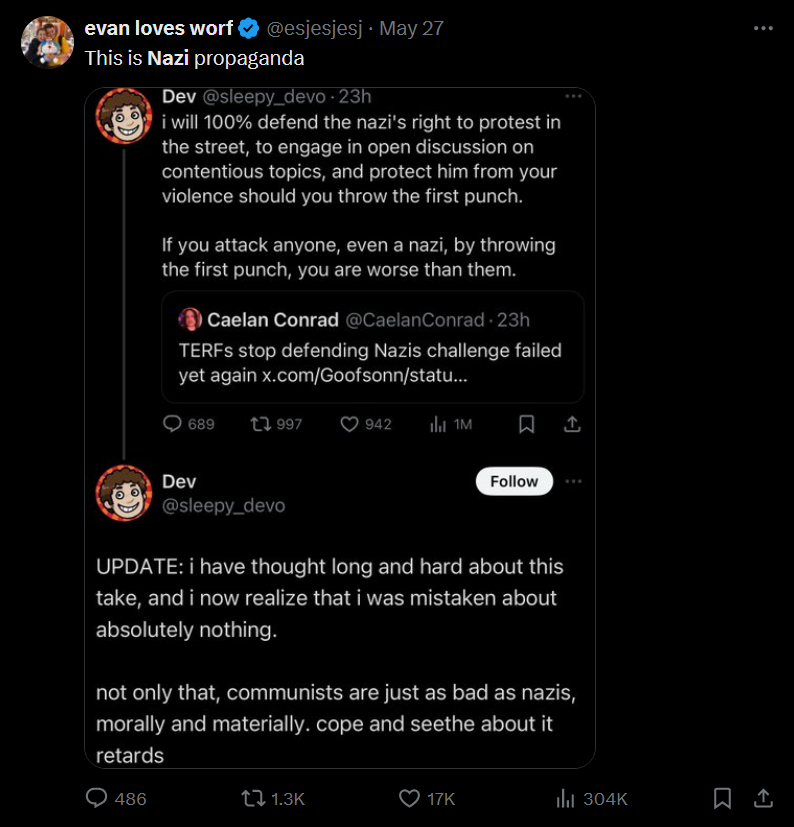 evan loves worf @esjesjesj · May 27
This is Nazi propaganda
Dev @sleepy_devo · 23h
i will 100% defend the nazi's right to protest in
the street, to engage in open discussion on
contentious topics, and protect him from your
violence should you throw the first punch.
If you attack anyone, even a nazi, by throwing
the first punch, you are worse than them.
Caelan Conrad @CaelanConrad · 23h
TERFs stop defending Nazis challenge failed
yet again x.com/Goofsonn/statu...
689 997 942 1M
Dev
Follow
@sleepy_devo
UPDATE: i have thought long and hard about this
take, and i now realize that i was mistaken about
absolutely nothing.
not only that, communists are just as bad as nazis,
morally and materially. cope and seethe about it
retards
486 1.3K 17K 304K